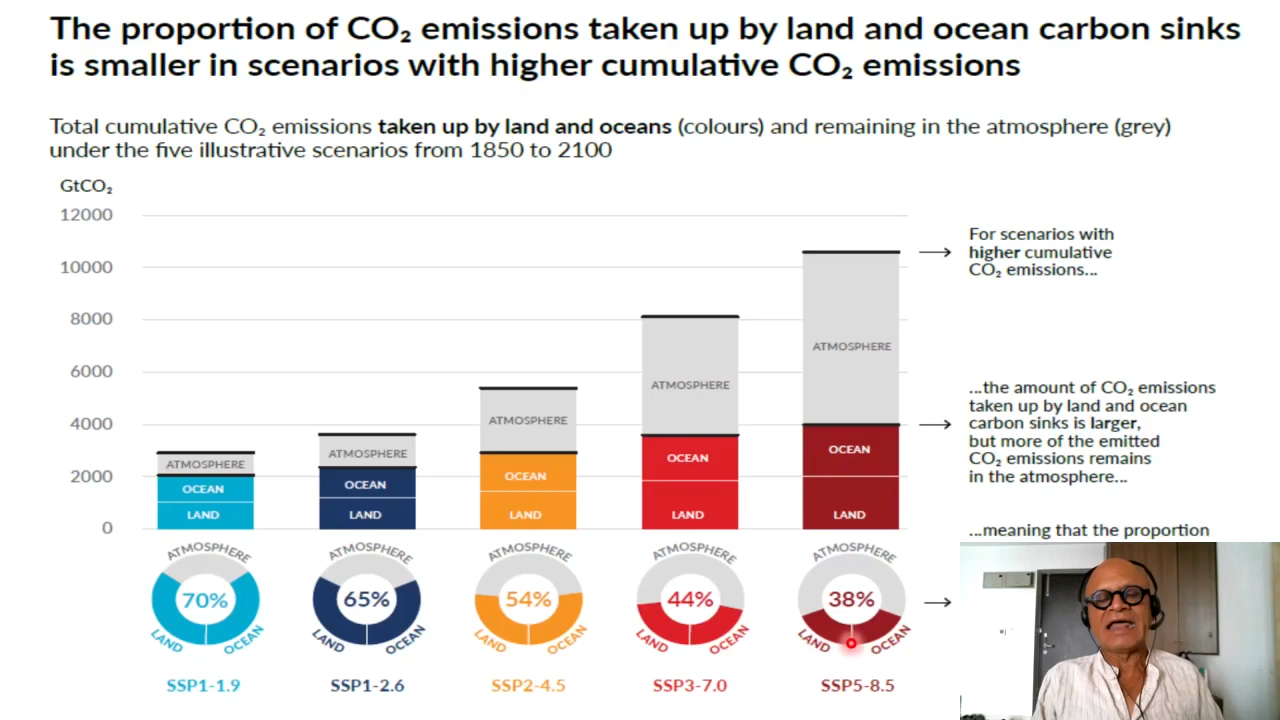 The proportion of CO₂ emissions taken up by land and ocean carbon sinks
is smaller in scenarios with higher cumulative CO₂ emissions
Total cumulative CO₂ emissions taken up by land and oceans (colours) and remaining in the atmosphere (grey)
under the five illustrative scenarios from 1850 to 2100
GtCO₂
12000
10000
8000
6000
4000
2000
0
ATMOSPHERE
OCEAN
LAND
ATMOSPHERE
OCEAN
LAND
ATMOSPHERE
OCEAN
LAND
ATMOSPHERE
OCEAN
LAND
ATMOSPHERE
OCEAN
LAND
For scenarios with
higher cumulative
CO₂ emissions...
...the amount of CO₂ emissions
taken up by land and ocean
carbon sinks is larger,
but more of the emitted
CO₂ emissions remains
in the atmosphere...
...meaning that the proportion
ATMOSPHERE
70%
LAND
OCEAN
SSP1-1.9
ATMOSPHERE
65%
LAND
OCEAN
SSP1-2.6
ATMOSPHERE
54%
LAND
OCEAN
SSP2-4.5
ATMOSPHERE
44%
LAND
OCEAN
SSP3-7.0
ATMOSPHERE
38%
LAND
OCEAN
SSP5-8.5